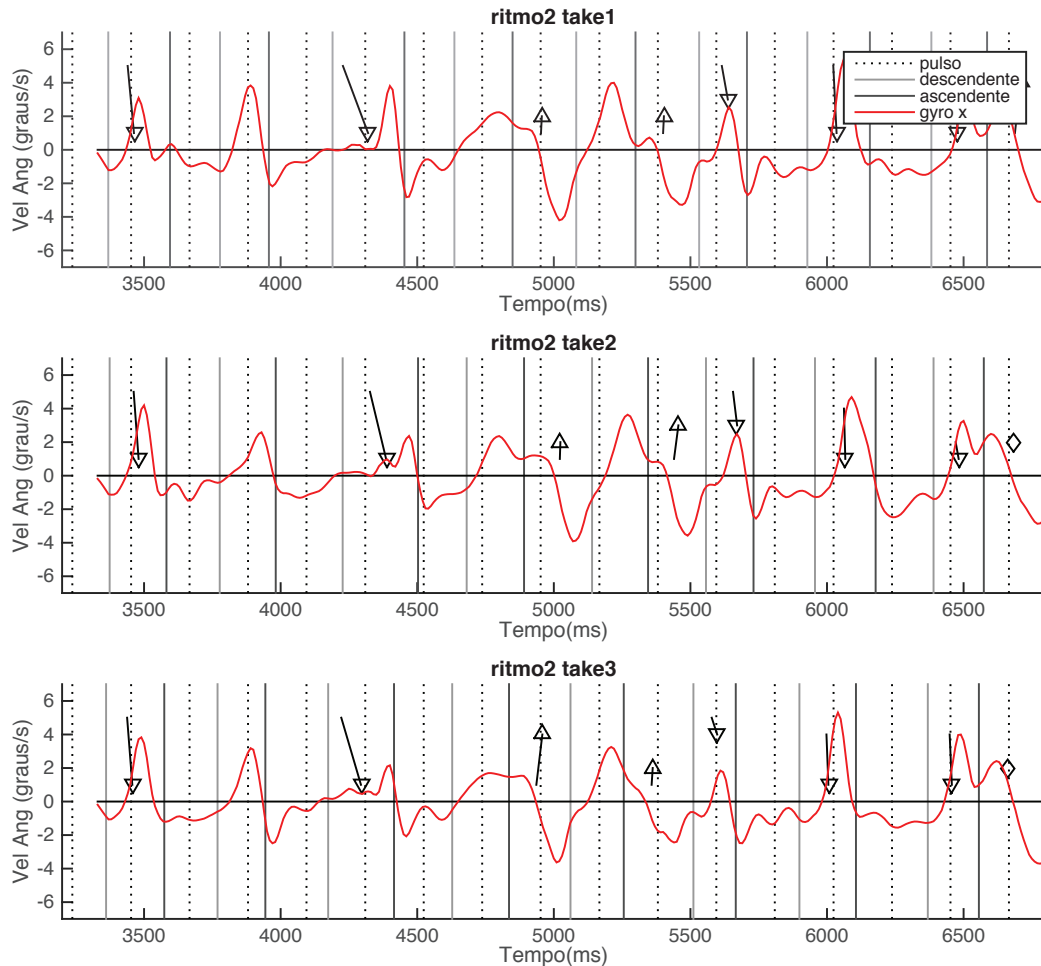 ritmo2 take1
6
4
2
0
-2
-4
-6
Vel Ang (graus/s)
pulso
descendente
ascendente
gyro x
3500 4000 4500 5000 5500 6000 6500
Tempo(ms)
ritmo2 take2
6
4
2
0
-2
-4
-6
Vel Ang (grau/s)
3500 4000 4500 5000 5500 6000 6500
Tempo(ms)
ritmo2 take3
6
4
2
0
-2
-4
-6
Vel Ang (graus/s)
3500 4000 4500 5000 5500 6000 6500
Tempo(ms)